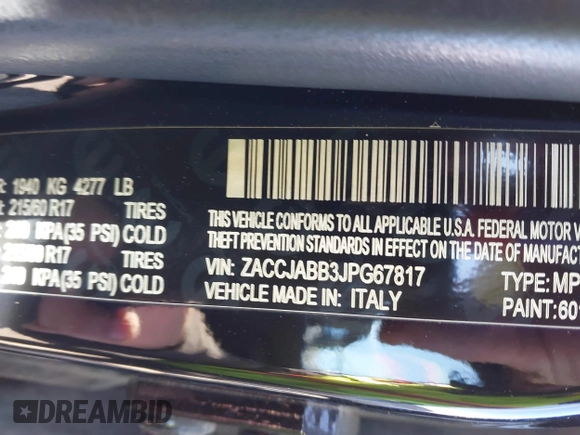 R: 1940 KG 4277 LB
215/60 R17 TIRES
KPA(35 PSI) COLD
R17 TIRES
KPA(35 PSI) COLD
THIS VEHICLE CONFORMS TO ALL APPLICABLE U.S.A. FEDERAL MOTOR V
THEFT PREVENTION STANDARDS IN EFFECT ON THE DATE OF MANUFACT
VIN: ZACCJABB3JPG67817 TYPE: MP
VEHICLE MADE IN: ITALY PAINT: 601
DREAMBID